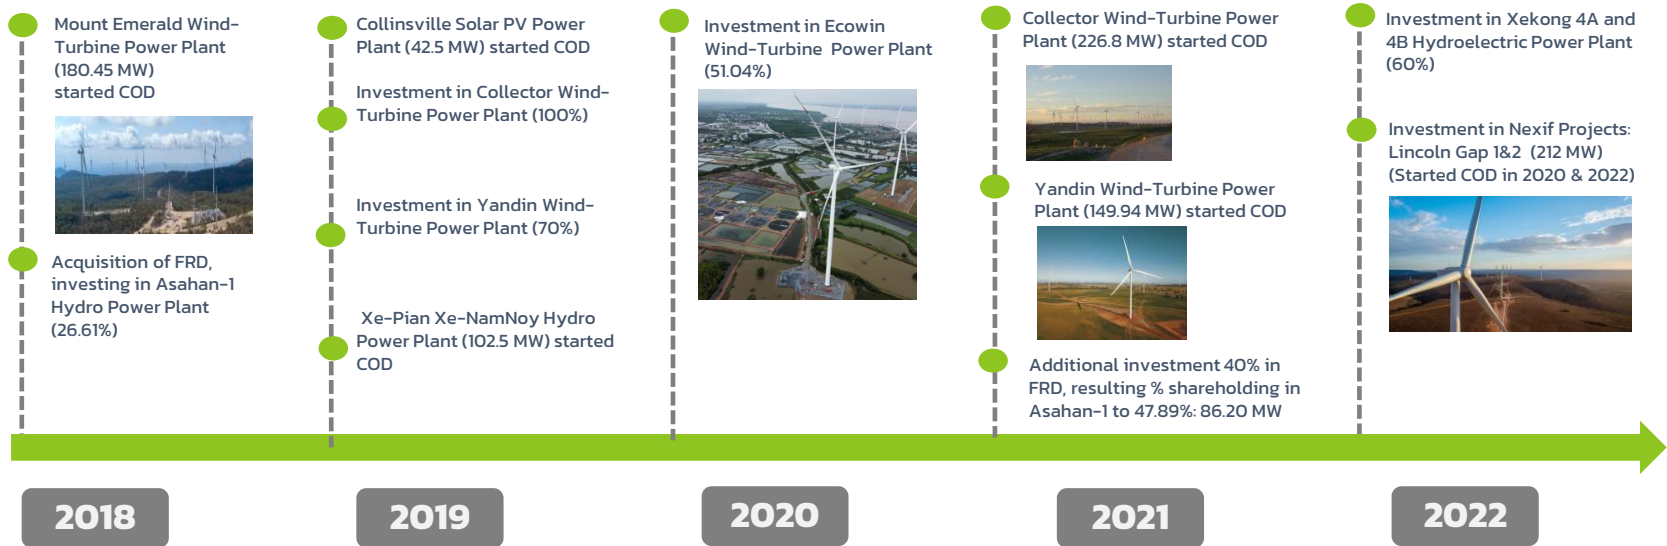 Mount Emerald Wind-
Turbine Power Plant
(180.45 MW)
started COD
Acquisition of FRD,
investing in Asahan-1
Hydro Power Plant
(26.61%)
Collinsville Solar PV Power
Plant (42.5 MW) started COD
Investment in Collector Wind-
Turbine Power Plant (100%)
Investment in Yandin Wind-
Turbine Power Plant (70%)
Xe-Pian Xe-NamNoy Hydro
Power Plant (102.5 MW) started
COD
Investment in Ecowin
Wind-Turbine Power Plant
(51.04%)
Collector Wind-Turbine Power
Plant (226.8 MW) started COD
Yandin Wind-Turbine Power
Plant (149.94 MW) started COD
Additional investment 40% in
FRD, resulting % shareholding in
Asahan-1 to 47.89%: 86.20 MW
Investment in Xekong 4A and
4B Hydroelectric Power Plant
(60%)
Investment in Nexif Projects:
Lincoln Gap 1&2 (212 MW)
(Started COD in 2020 & 2022)
2018
2019
2020
2021
2022